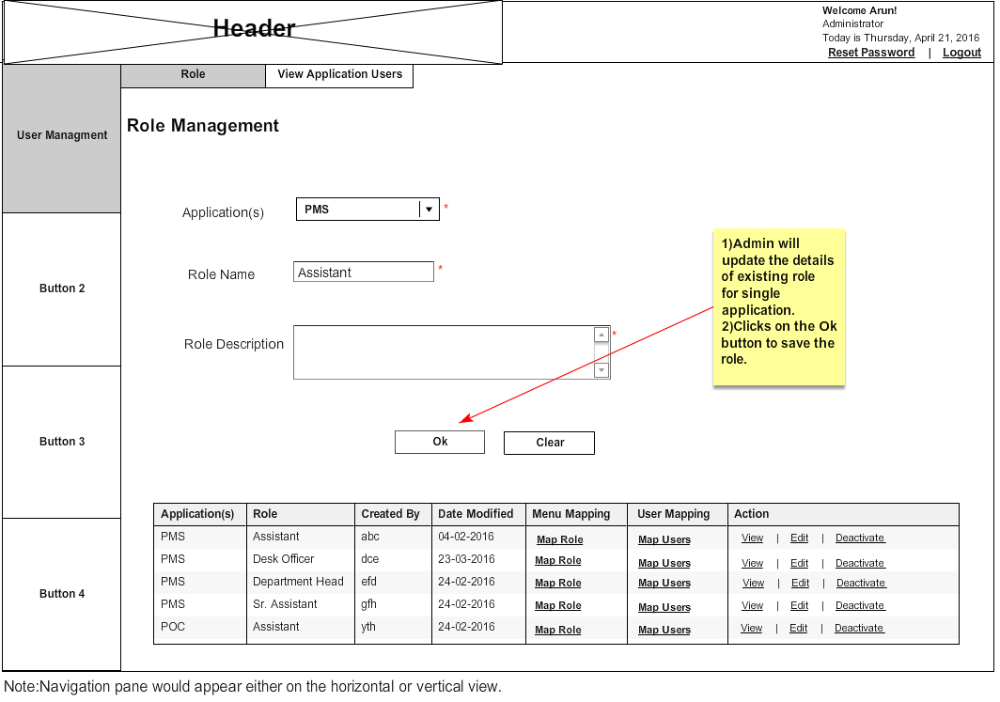 Header
Welcome Arun!
Administrator
Today is Thursday, April 21, 2016
Reset Password | Logout
Role View Application Users
User Managment
Role Management
Application(s) PMS *
Role Name Assistant *
Role Description *
1)Admin will
update the details
of existing role
for single
application.
2)Clicks on the Ok
button to save the
role.
Button 2
Button 3
Button 4
Ok Clear
Application(s) Role Created By Date Modified Menu Mapping User Mapping Action
PMS Assistant abc 04-02-2016 Map Role Map Users View | Edit | Deactivate
PMS Desk Officer dce 23-03-2016 Map Role Map Users View | Edit | Deactivate
PMS Department Head efd 24-02-2016 Map Role Map Users View | Edit | Deactivate
PMS Sr. Assistant gfh 24-02-2016 Map Role Map Users View | Edit | Deactivate
POC Assistant yth 24-02-2016 Map Role Map Users View | Edit | Deactivate
Note:Navigation pane would appear either on the horizontal or vertical view.